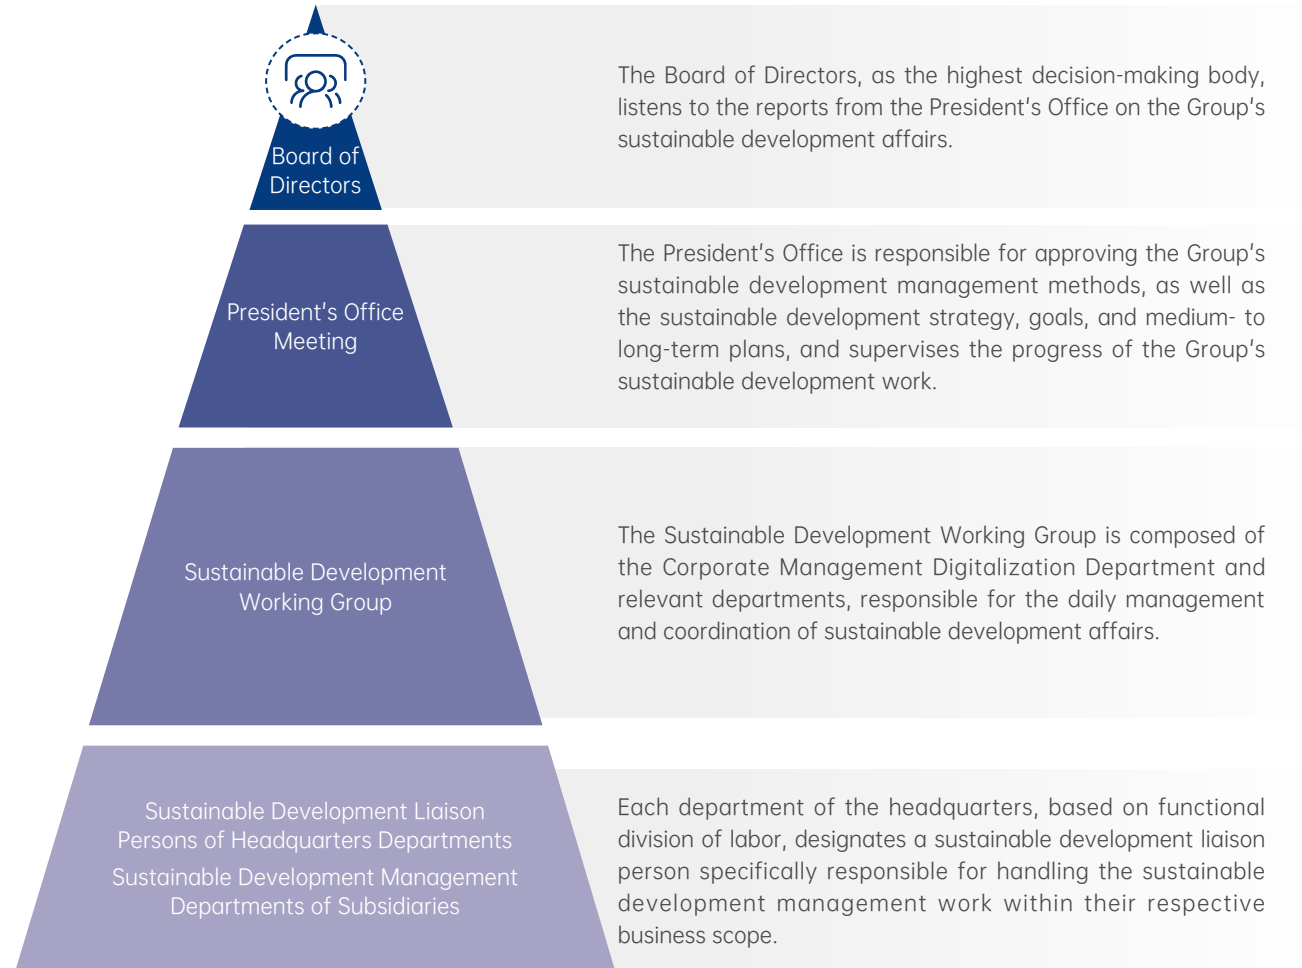 Board of
Directors
The Board of Directors, as the highest decision-making body,
listens to the reports from the President's Office on the Group's
sustainable development affairs.
President's Office
Meeting
The President's Office is responsible for approving the Group's
sustainable development management methods, as well as
the sustainable development strategy, goals, and medium- to
long-term plans, and supervises the progress of the Group's
sustainable development work.
Sustainable Development
Working Group
The Sustainable Development Working Group is composed of
the Corporate Management Digitalization Department and
relevant departments, responsible for the daily management
and coordination of sustainable development affairs.
Sustainable Development Liaison
Persons of Headquarters Departments
Sustainable Development Management
Departments of Subsidiaries
Each department of the headquarters, based on functional
division of labor, designates a sustainable development liaison
person specifically responsible for handling the sustainable
development management work within their respective
business scope.